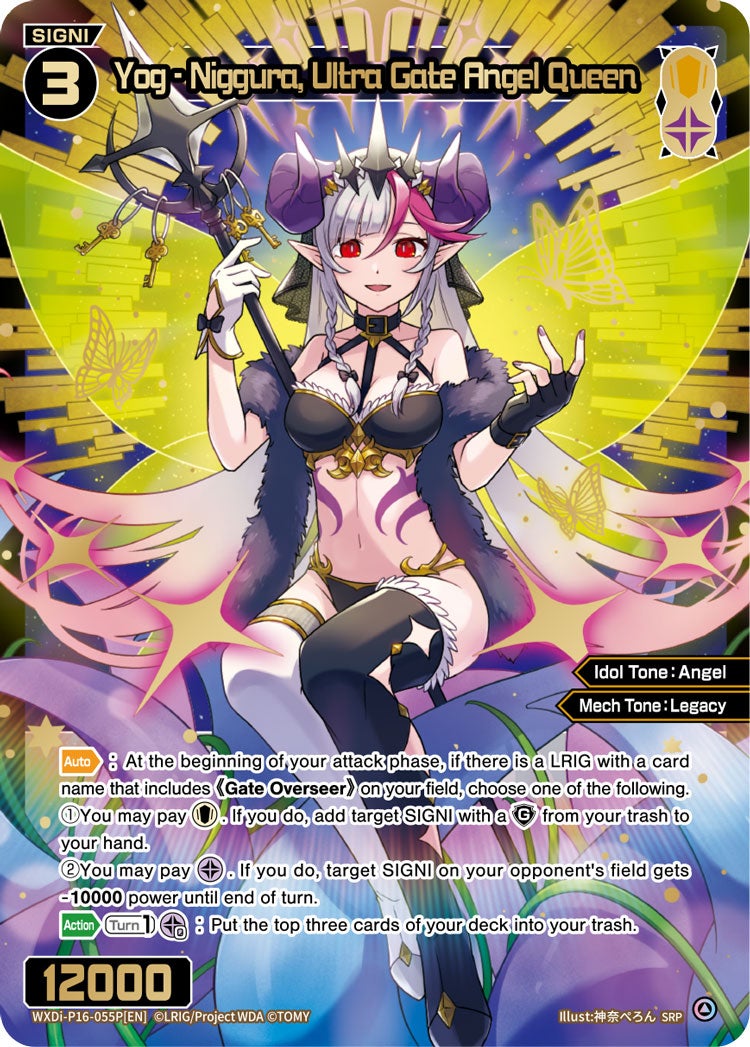 SIGNI
3
Yog - Niggura, Ultra Gate Angel Queen
Idol Tone：Angel
Mech Tone：Legacy
Auto ： At the beginning of your attack phase, if there is a LRIG with a card
name that includes 《Gate Overseer》 on your field, choose one of the following.
①You may pay . If you do, add target SIGNI with a G from your trash to
your hand.
②You may pay . If you do, target SIGNI on your opponent's field gets
-10000 power until end of turn.
Action Turn 1 0 ： Put the top three cards of your deck into your trash.
12000
WXDi-P16-055P[EN] ©LRIG/Project WDA ©TOMY
Illust:神奈ぺろん SRP